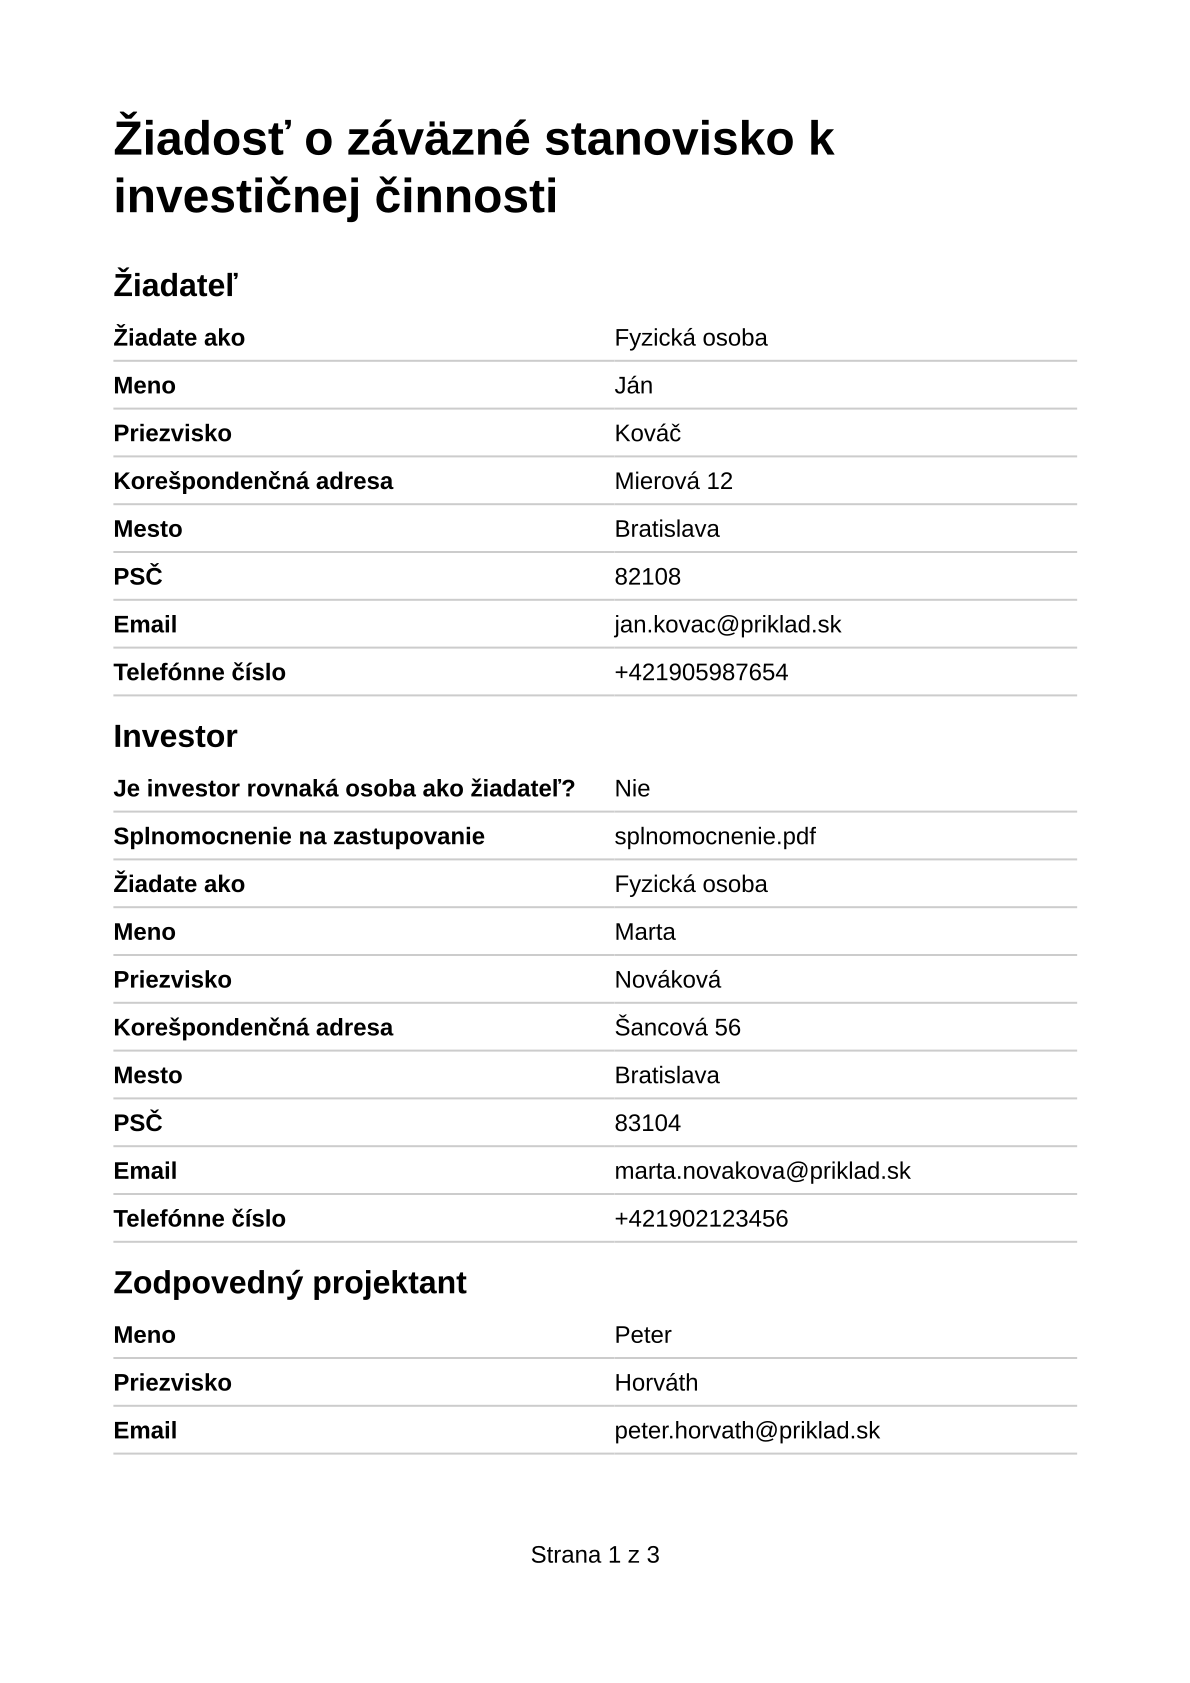 Žiadosť o záväzné stanovisko k
investičnej činnosti
Žiadateľ
Žiadate ako Fyzická osoba
Meno Ján
Priezvisko Kováč
Korešpondenčná adresa Mierová 12
Mesto Bratislava
PSČ 82108
Email jan.kovac@priklad.sk
Telefónne číslo +421905987654
Investor
Je investor rovnaká osoba ako žiadateľ? Nie
Splnomocnenie na zastupovanie splnomocnenie.pdf
Žiadate ako Fyzická osoba
Meno Marta
Priezvisko Nováková
Korešpondenčná adresa Šancová 56
Mesto Bratislava
PSČ 83104
Email marta.novakova@priklad.sk
Telefónne číslo +421902123456
Zodpovedný projektant
Meno Peter
Priezvisko Horváth
Email peter.horvath@priklad.sk
Strana 1 z 3